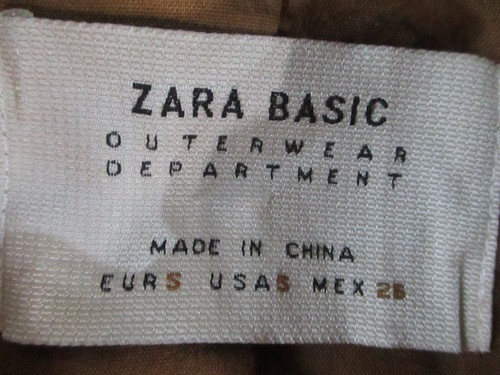 ZARA BASIC
OUTERWEAR
DEPARTMENT
MADE IN CHINA
EUR S USA S MEX 26